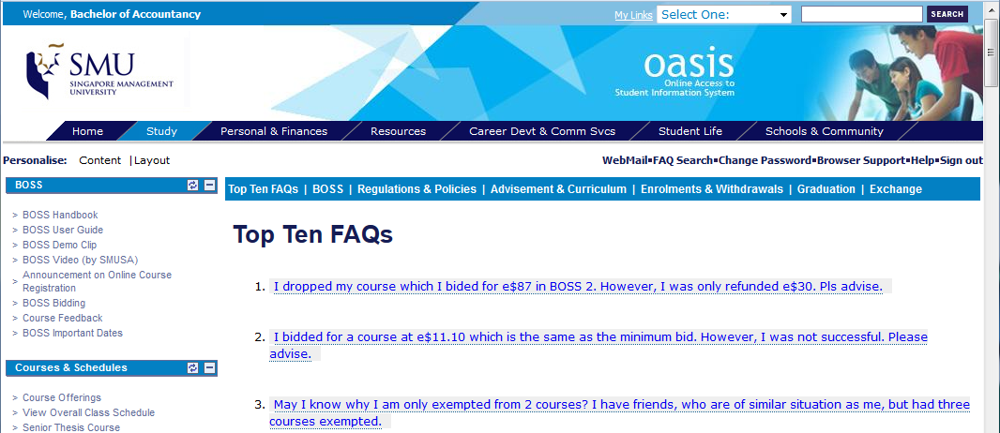 Welcome, Bachelor of Accountancy
My Links Select One: SEARCH
SMU
SINGAPORE MANAGEMENT
UNIVERSITY
oasis
Online Access to
Student Information System
Home Study Personal & Finances Resources Career Devt & Comm Svcs Student Life Schools & Community
Personalise: Content | Layout
WebMail▪FAQ Search▪Change Password▪Browser Support▪Help▪Sign out
BOSS
> BOSS Handbook
> BOSS User Guide
> BOSS Demo Clip
> BOSS Video (by SMUSA)
> Announcement on Online Course
Registration
> BOSS Bidding
> Course Feedback
> BOSS Important Dates
Courses & Schedules
> Course Offerings
> View Overall Class Schedule
> Senior Thesis Course
Top Ten FAQs | BOSS | Regulations & Policies | Advisement & Curriculum | Enrolments & Withdrawals | Graduation | Exchange
Top Ten FAQs
1. I dropped my course which I bided for e$87 in BOSS 2. However, I was only refunded e$30. Pls advise.
2. I bidded for a course at e$11.10 which is the same as the minimum bid. However, I was not successful. Please
advise.
3. May I know why I am only exempted from 2 courses? I have friends, who are of similar situation as me, but had three
courses exempted.